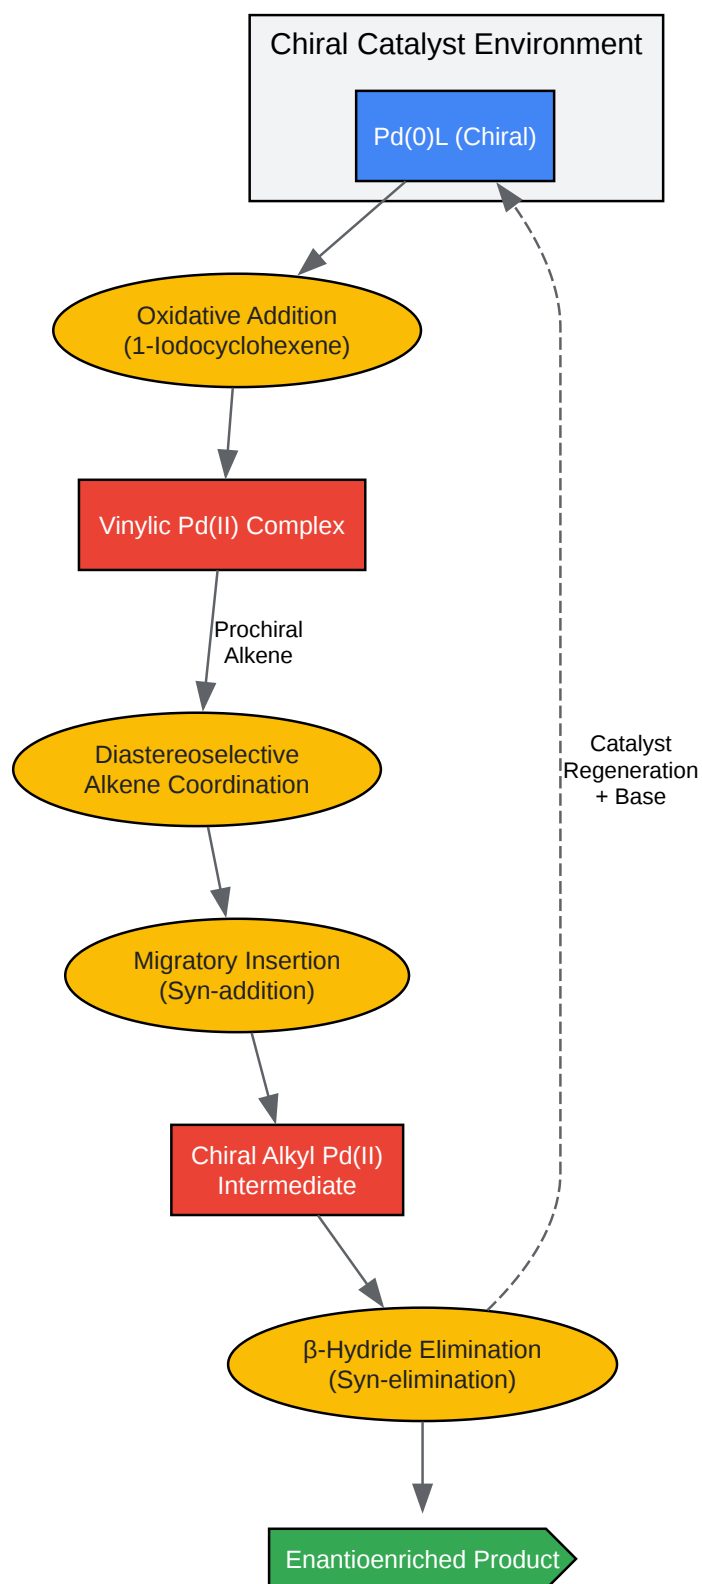 Chiral Catalyst Environment
Pd(0)L (Chiral)
Oxidative Addition
(1-Iodocyclohexene)
Vinylic Pd(II) Complex
Prochiral
Alkene
Diastereoselective
Alkene Coordination
Catalyst
Regeneration
+ Base
Migratory Insertion
(Syn-addition)
Chiral Alkyl Pd(II)
Intermediate
β-Hydride Elimination
(Syn-elimination)
Enantioenriched Product